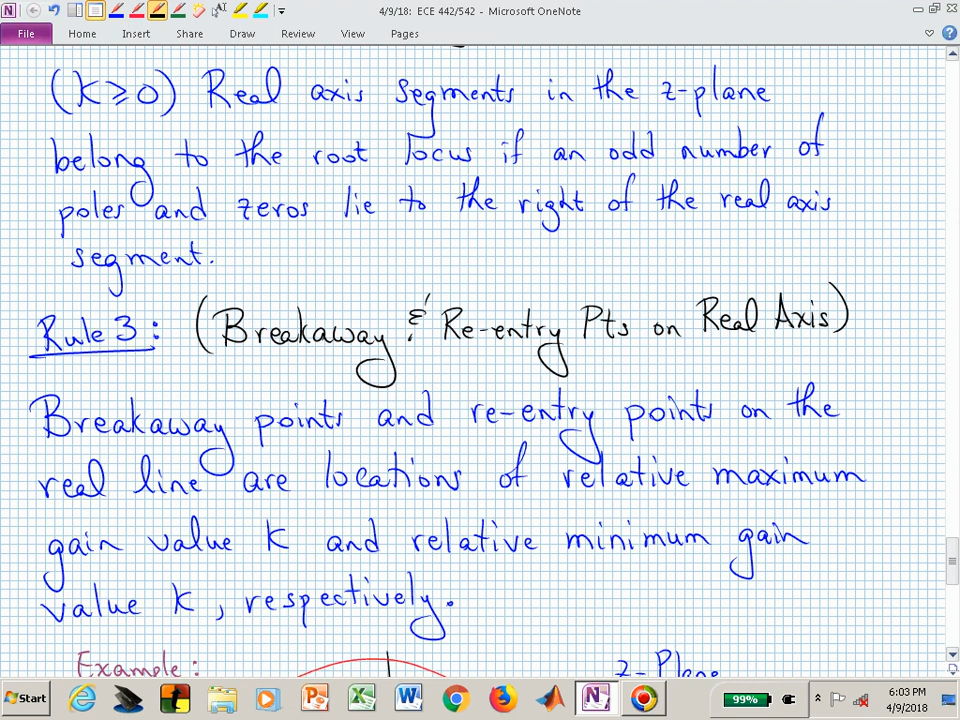 4/9/18: ECE 442/542 - Microsoft OneNote
File Home Insert Share Draw Review View Pages
(K ≥ 0) Real axis segments in the z-plane
belong to the root locus if an odd number of
poles and zeros lie to the right of the real axis
segment.
Rule 3: (Breakaway & Re-entry Pts on Real Axis)
Breakaway points and re-entry points on the
real line are locations of relative maximum
gain value K and relative minimum gain
value K, respectively.
Example: z-Plane
Start 99% 6:03 PM
4/9/2018